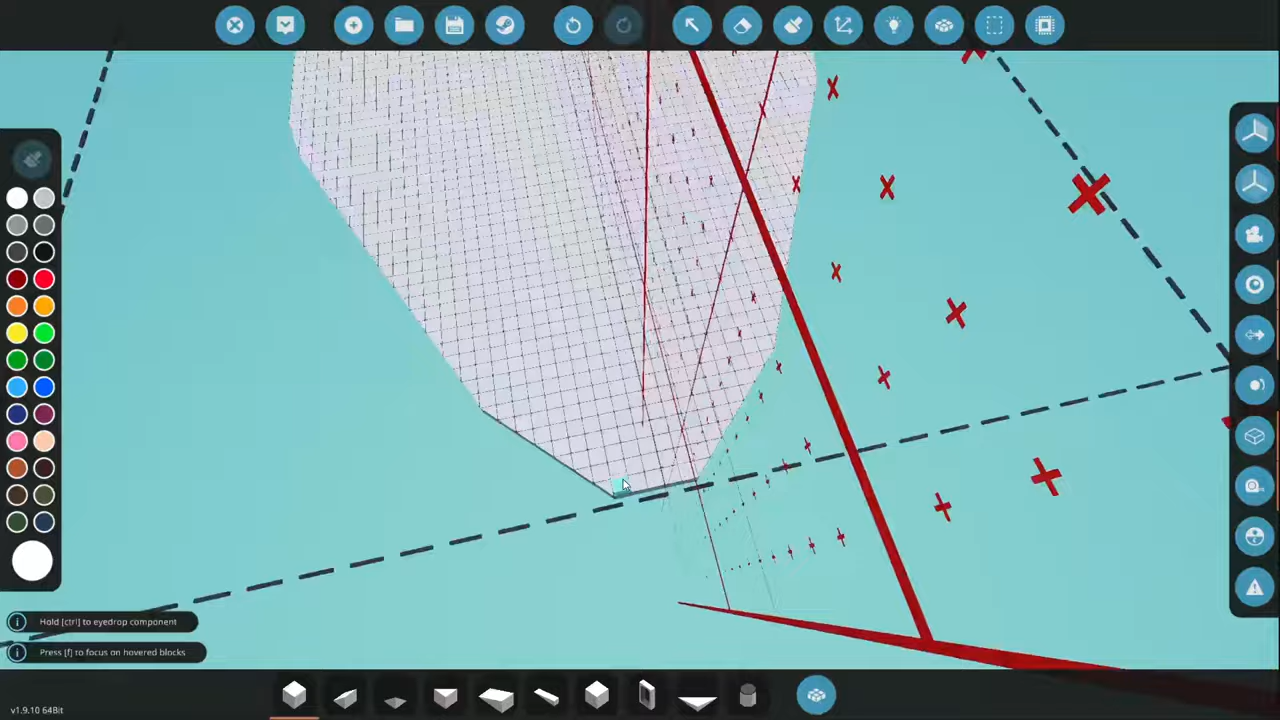 Hold [ctrl] to eyedrop component
Press [f] to focus on hovered blocks
v1.9.10 64Bit